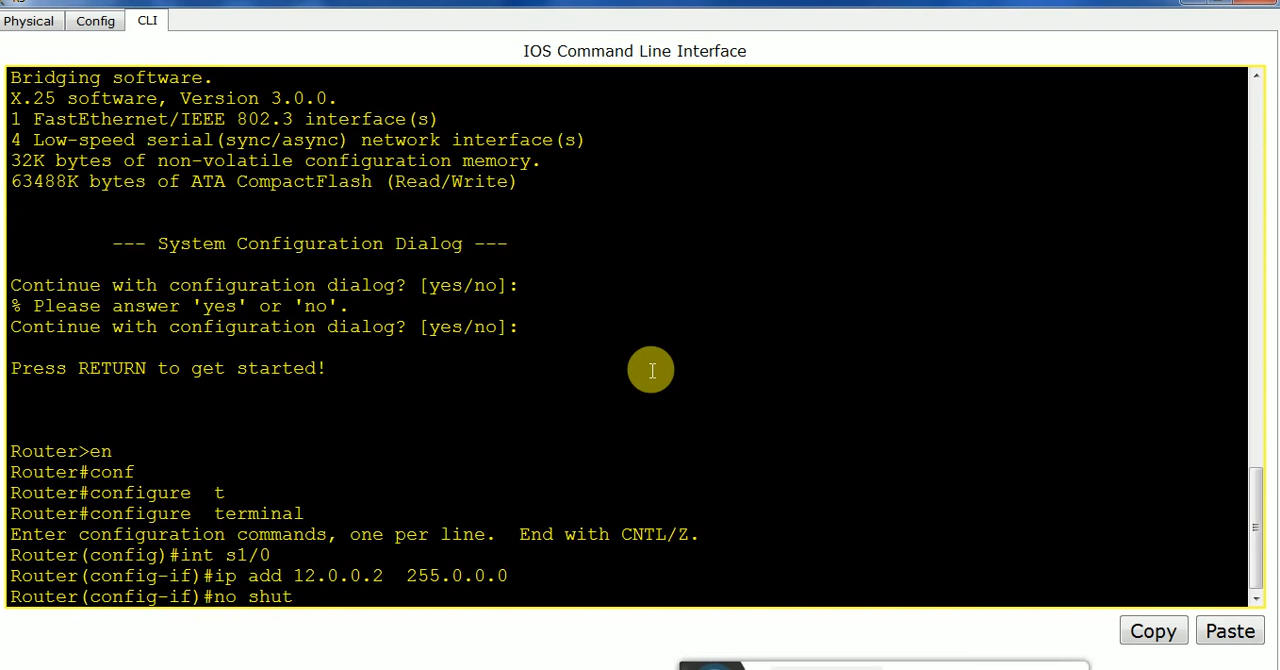 Physical
Config
CLI
IOS Command Line Interface
Bridging software.
X.25 software, Version 3.0.0.
1 FastEthernet/IEEE 802.3 interface(s)
4 Low-speed serial(sync/async) network interface(s)
32K bytes of non-volatile configuration memory.
63488K bytes of ATA CompactFlash (Read/Write)
--- System Configuration Dialog ---
Continue with configuration dialog? [yes/no]:
% Please answer 'yes' or 'no'.
Continue with configuration dialog? [yes/no]:
Press RETURN to get started!
Router>en
Router#conf
Router#configure  t
Router#configure  terminal
Enter configuration commands, one per line.  End with CNTL/Z.
Router(config)#int s1/0
Router(config-if)#ip add 12.0.0.2  255.0.0.0
Router(config-if)#no shut
Copy
Paste